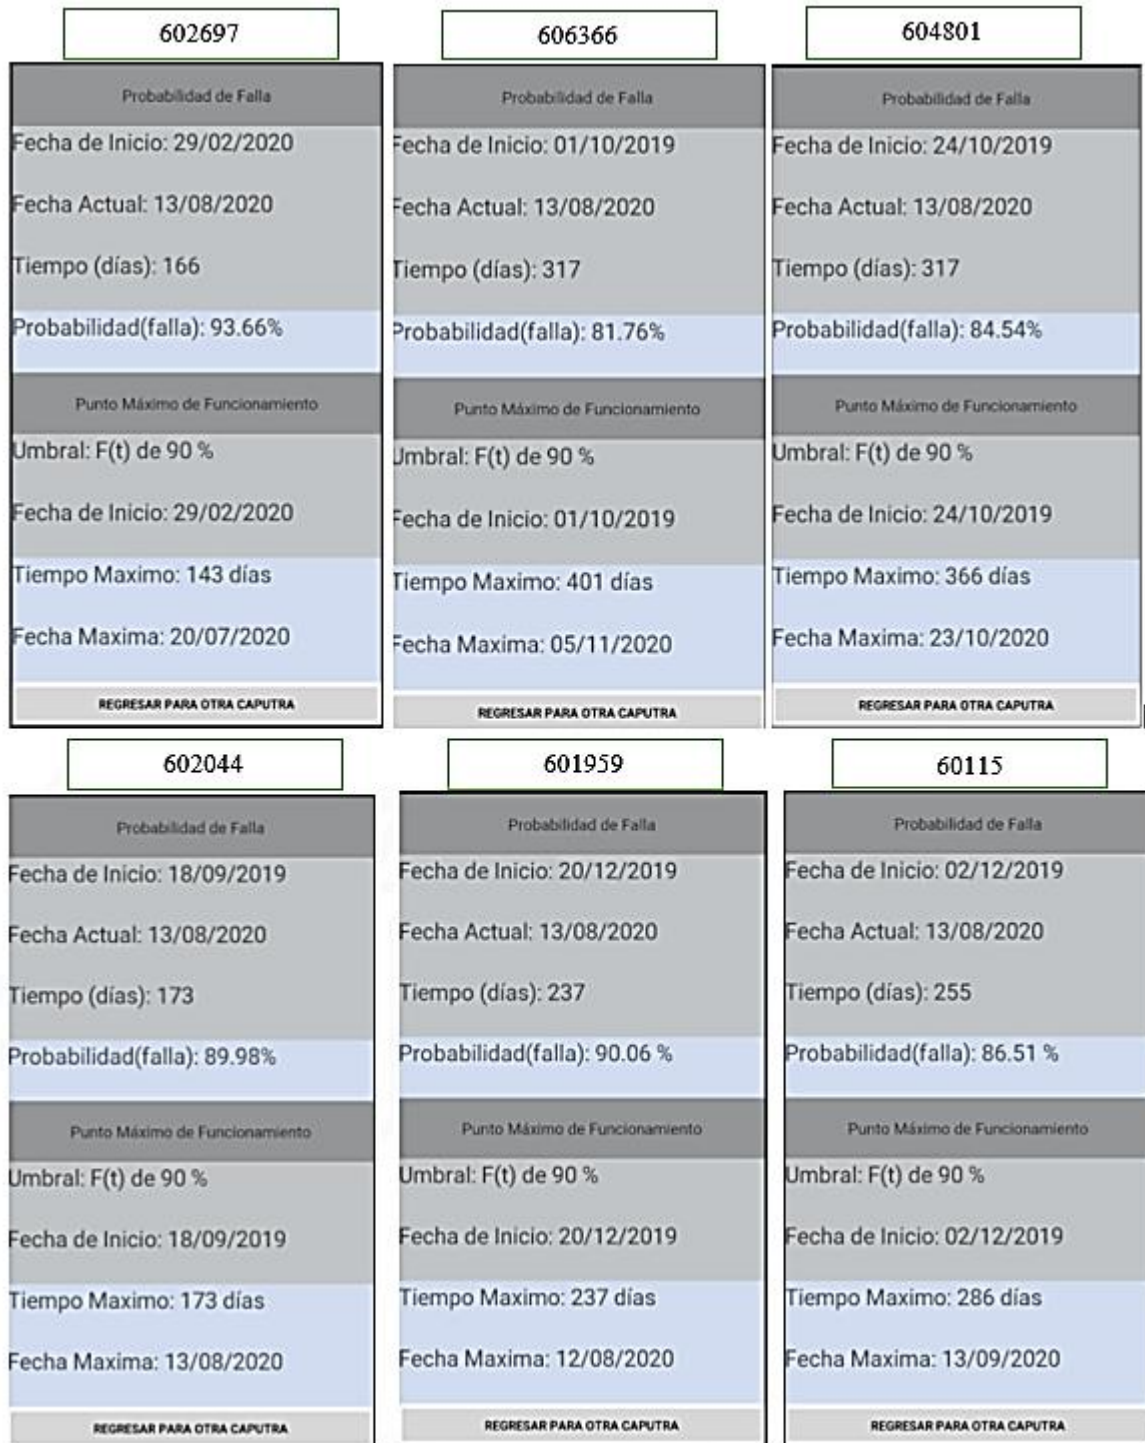 602697
Probabilidad de Falla
Fecha de Inicio: 29/02/2020
Fecha Actual: 13/08/2020
Tiempo (días): 166
Probabilidad(falla): 93.66%
Punto Máximo de Funcionamiento
Umbral: F(t) de 90 %
Fecha de Inicio: 29/02/2020
Tiempo Maximo: 143 días
Fecha Maxima: 20/07/2020
REGRESAR PARA OTRA CAPUTRA
606366
Probabilidad de Falla
Fecha de Inicio: 01/10/2019
Fecha Actual: 13/08/2020
Tiempo (días): 317
Probabilidad(falla): 81.76%
Punto Máximo de Funcionamiento
Umbral: F(t) de 90 %
Fecha de Inicio: 01/10/2019
Tiempo Maximo: 401 días
Fecha Maxima: 05/11/2020
REGRESAR PARA OTRA CAPUTRA
604801
Probabilidad de Falla
Fecha de Inicio: 24/10/2019
Fecha Actual: 13/08/2020
Tiempo (días): 317
Probabilidad(falla): 84.54%
Punto Máximo de Funcionamiento
Umbral: F(t) de 90 %
Fecha de Inicio: 24/10/2019
Tiempo Maximo: 366 días
Fecha Maxima: 23/10/2020
REGRESAR PARA OTRA CAPUTRA
602044
Probabilidad de Falla
Fecha de Inicio: 18/09/2019
Fecha Actual: 13/08/2020
Tiempo (días): 173
Probabilidad(falla): 89.98%
Punto Máximo de Funcionamiento
Umbral: F(t) de 90 %
Fecha de Inicio: 18/09/2019
Tiempo Maximo: 173 días
Fecha Maxima: 13/08/2020
REGRESAR PARA OTRA CAPUTRA
601959
Probabilidad de Falla
Fecha de Inicio: 20/12/2019
Fecha Actual: 13/08/2020
Tiempo (días): 237
Probabilidad(falla): 90.06 %
Punto Máximo de Funcionamiento
Umbral: F(t) de 90 %
Fecha de Inicio: 20/12/2019
Tiempo Maximo: 237 días
Fecha Maxima: 12/08/2020
REGRESAR PARA OTRA CAPUTRA
60115
Probabilidad de Falla
Fecha de Inicio: 02/12/2019
Fecha Actual: 13/08/2020
Tiempo (días): 255
Probabilidad(falla): 86.51 %
Punto Máximo de Funcionamiento
Umbral: F(t) de 90 %
Fecha de Inicio: 02/12/2019
Tiempo Maximo: 286 días
Fecha Maxima: 13/09/2020
REGRESAR PARA OTRA CAPUTRA